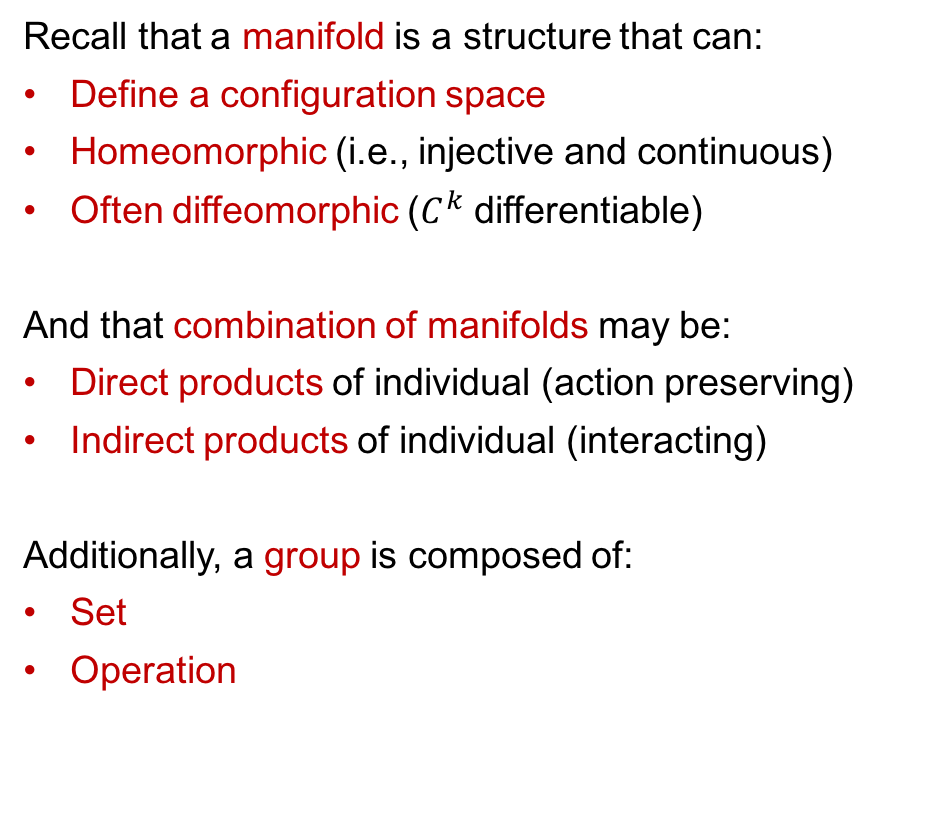 Recall that a manifold is a structure that can:
• Define a configuration space
• Homeomorphic (i.e., injective and continuous)
• Often diffeomorphic (𝐶ᵏ differentiable)
And that combination of manifolds may be:
• Direct products of individual (action preserving)
• Indirect products of individual (interacting)
Additionally, a group is composed of:
• Set
• Operation